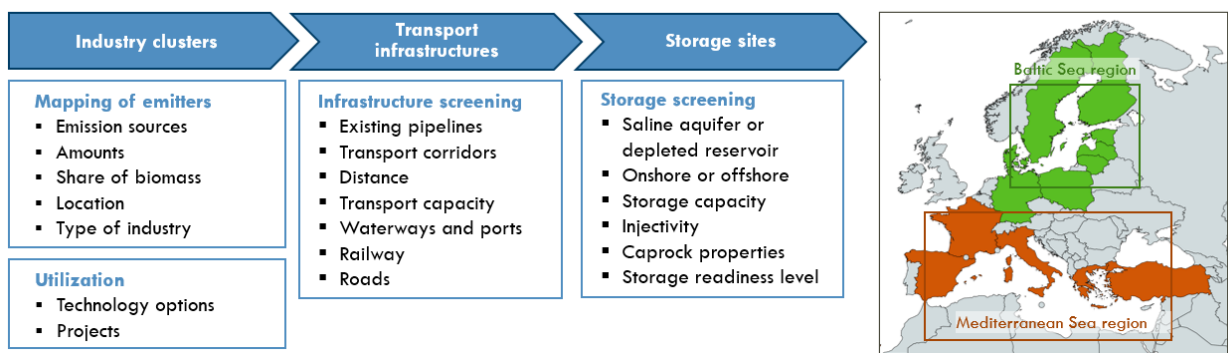 Industry clusters
Transport
infrastructures
Storage sites
Mapping of emitters
▪ Emission sources
▪ Amounts
▪ Share of biomass
▪ Location
▪ Type of industry
Utilization
▪ Technology options
▪ Projects
Infrastructure screening
▪ Existing pipelines
▪ Transport corridors
▪ Distance
▪ Transport capacity
▪ Waterways and ports
▪ Railway
▪ Roads
Storage screening
▪ Saline aquifer or
depleted reservoir
▪ Onshore or offshore
▪ Storage capacity
▪ Injectivity
▪ Caprock properties
▪ Storage readiness level
Baltic Sea region
Mediterranean Sea region